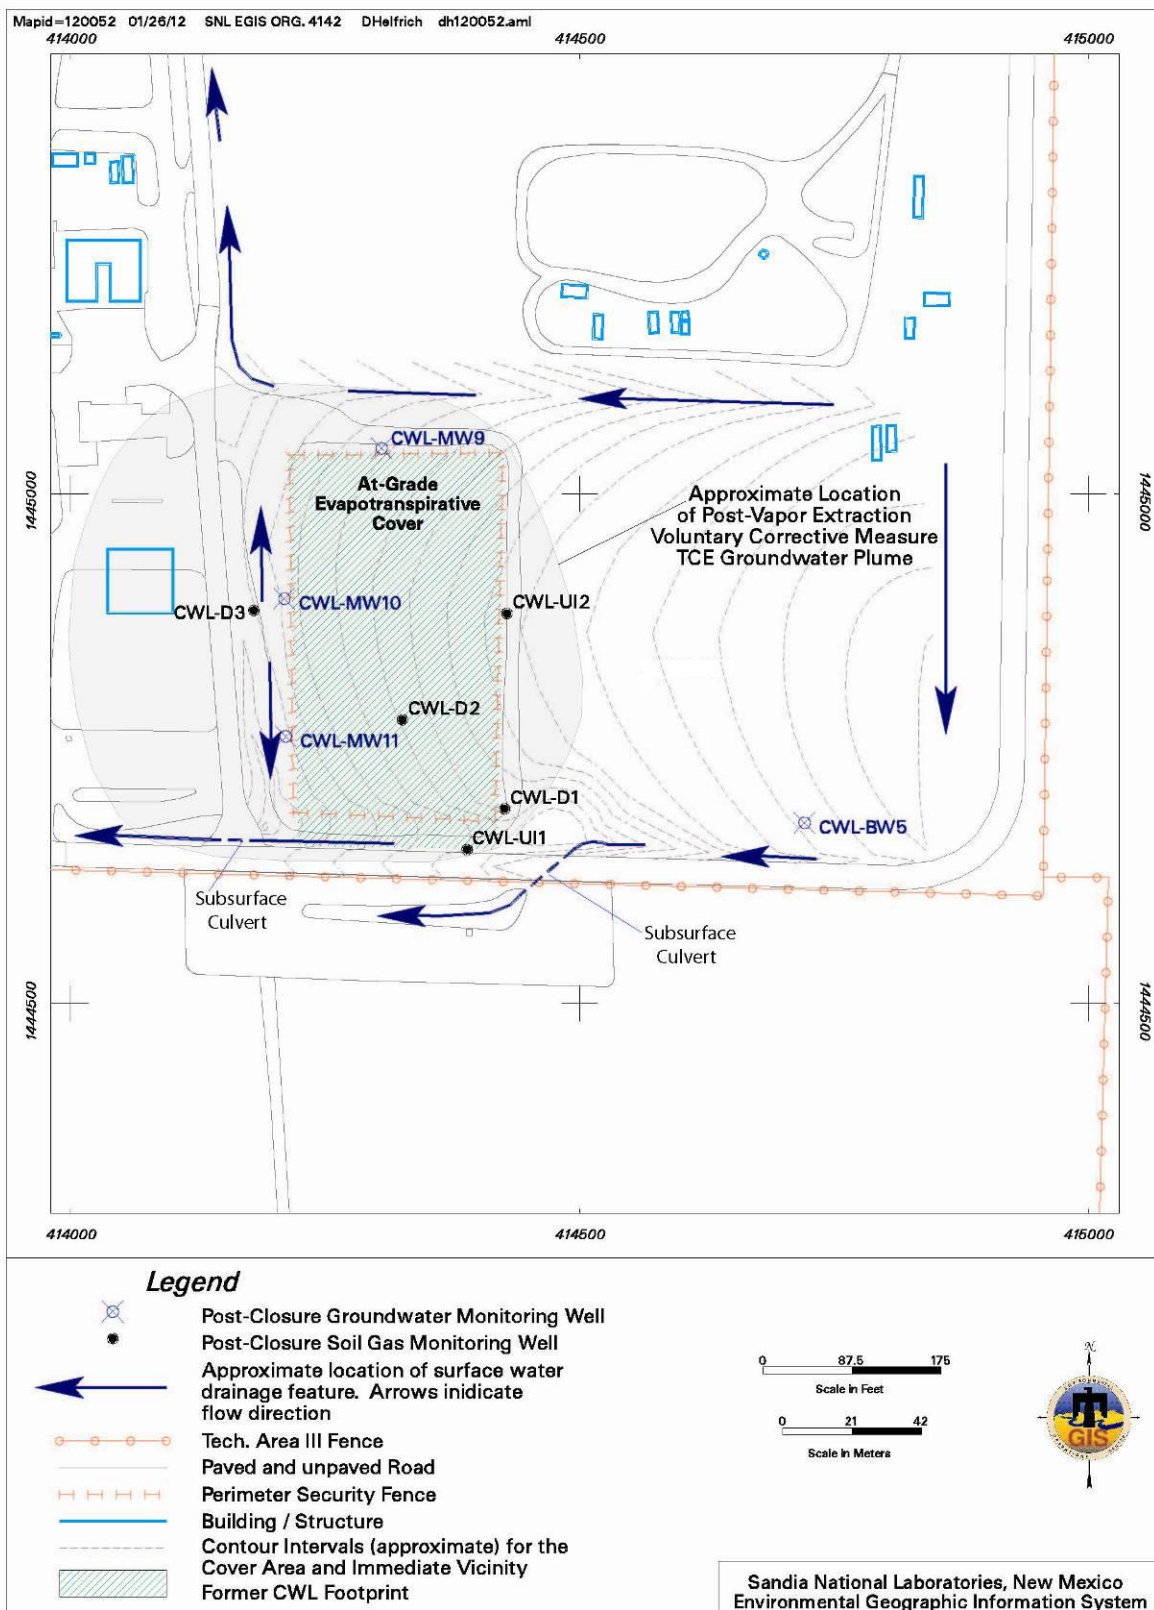 Mapid=120052 01/26/12 SNL EGIS ORG. 4142 DHelfrich dh120052.aml
414000 414500 415000
CWL-MW9
At-Grade
Evapotranspirative
Cover
1445000
1445000
Approximate Location
of Post-Vapor Extraction
Voluntary Corrective Measure
TCE Groundwater Plume
CWL-MW10
CWL-D3
CWL-UI2
CWL-D2
CWL-MW11
CWL-D1
CWL-BW5
CWL-UI1
Subsurface
Culvert
Subsurface
Culvert
1444500
1444500
414000 414500 415000
Legend
Post-Closure Groundwater Monitoring Well
Post-Closure Soil Gas Monitoring Well
Approximate location of surface water
drainage feature. Arrows inidicate
flow direction
Tech. Area III Fence
Paved and unpaved Road
Perimeter Security Fence
Building / Structure
Contour Intervals (approximate) for the
Cover Area and Immediate Vicinity
Former CWL Footprint
0 87.5 175
Scale in Feet
0 21 42
Scale in Meters
N
GIS
Sandia National Laboratories, New Mexico
Environmental Geographic Information System